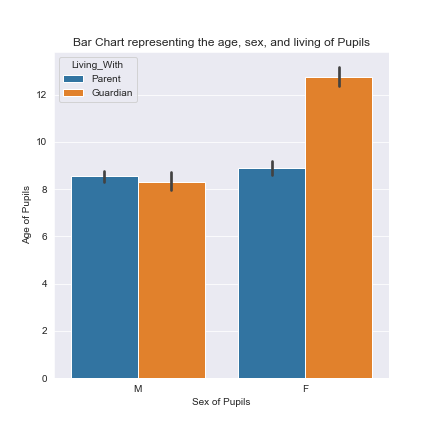 Bar Chart representing the age, sex, and living of Pupils
Living_With
Parent
Guardian
12
10
8
6
4
2
0
Age of Pupils
M
F
Sex of Pupils